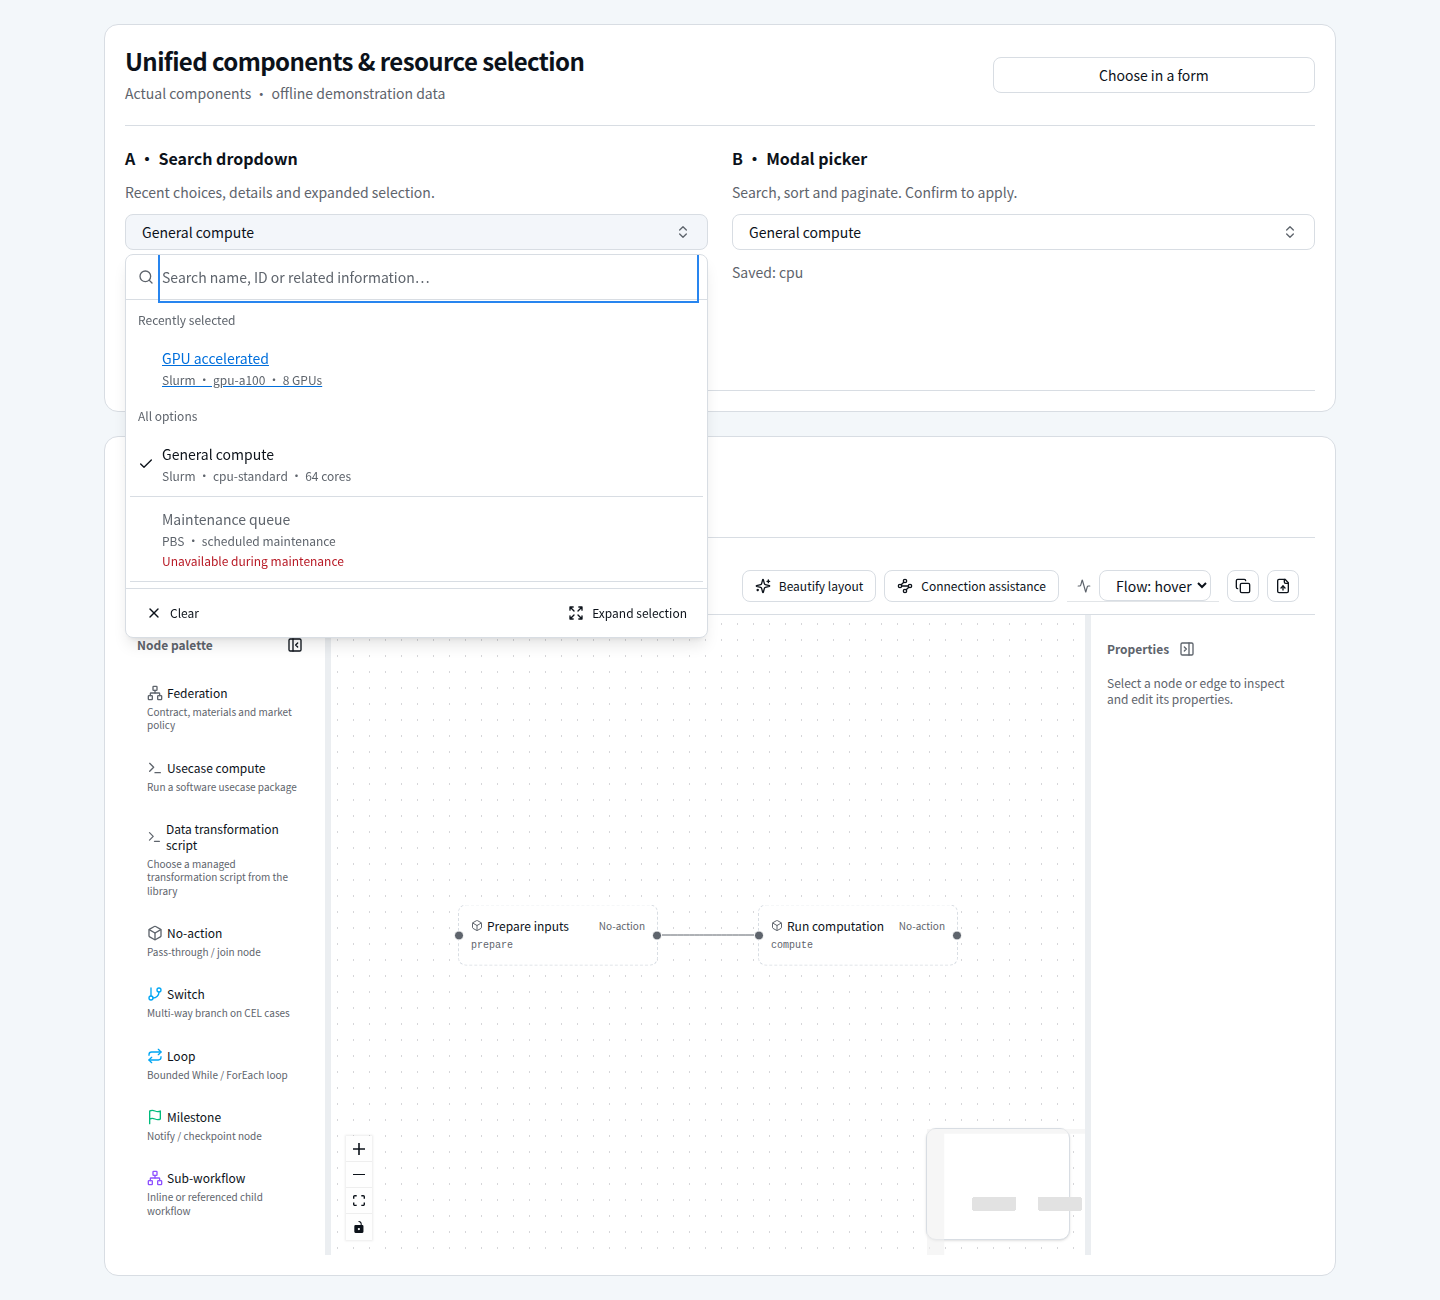 Unified components & resource selection
Actual components • offline demonstration data
Choose in a form
A • Search dropdown
Recent choices, details and expanded selection.
General compute
Search name, ID or related information…
Recently selected
GPU accelerated
Slurm • gpu-a100 • 8 GPUs
All options
General compute
Slurm • cpu-standard • 64 cores
Maintenance queue
PBS • scheduled maintenance
Unavailable during maintenance
Clear
Expand selection
B • Modal picker
Search, sort and paginate. Confirm to apply.
General compute
Saved: cpu
Beautify layout
Connection assistance
Flow: hover
Node palette
Federation
Contract, materials and market
policy
Usecase compute
Run a software usecase package
Data transformation
script
Choose a managed
transformation script from the
library
No-action
Pass-through / join node
Switch
Multi-way branch on CEL cases
Loop
Bounded While / ForEach loop
Milestone
Notify / checkpoint node
Sub-workflow
Inline or referenced child
workflow
Prepare inputs
No-action
prepare
Run computation
No-action
compute
Properties
Select a node or edge to inspect
and edit its properties.